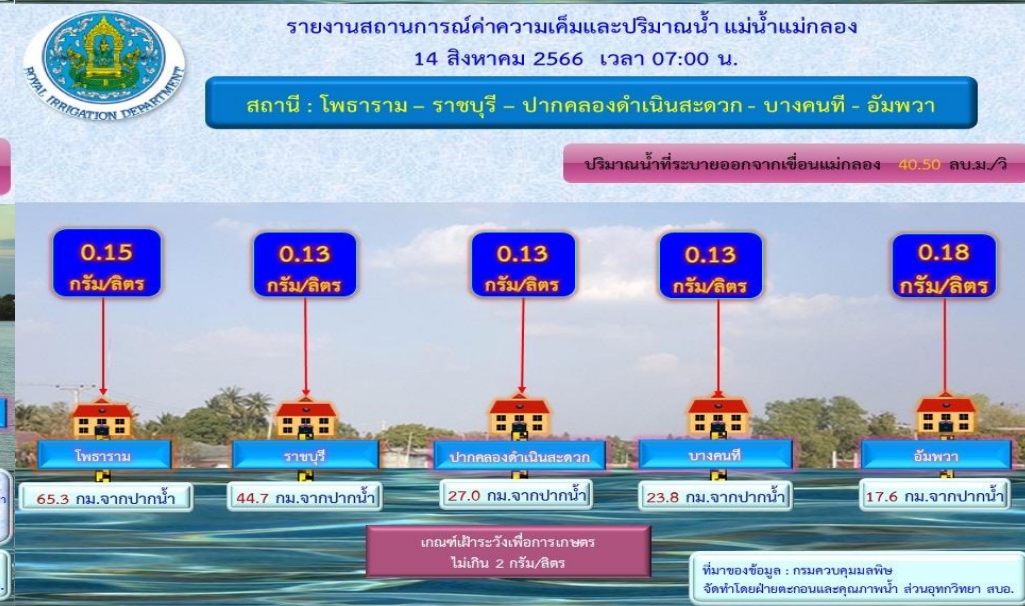 รายงานสถานการณ์ค่าความเค็มและปริมาณน้ำ แม่น้ำแม่กลอง
14 สิงหาคม 2566 เวลา 07:00 น.
ROYAL IRRIGATION DEPARTMENT
สถานี : โพธาราม – ราชบุรี – ปากคลองดำเนินสะดวก - บางคนที - อัมพวา
ปริมาณน้ำที่ระบายออกจากเขื่อนแม่กลอง 40.50 ลบ.ม./วิ
0.15
กรัม/ลิตร
0.13
กรัม/ลิตร
0.13
กรัม/ลิตร
0.13
กรัม/ลิตร
0.18
กรัม/ลิตร
โพธาราม
ราชบุรี
ปากคลองดำเนินสะดวก
บางคนที
อัมพวา
65.3 กม.จากปากน้ำ
44.7 กม.จากปากน้ำ
27.0 กม.จากปากน้ำ
23.8 กม.จากปากน้ำ
17.6 กม.จากปากน้ำ
เกณฑ์เฝ้าระวังเพื่อการเกษตร
ไม่เกิน 2 กรัม/ลิตร
ที่มาของข้อมูล : กรมควบคุมมลพิษ
จัดทำโดยฝ่ายตะกอนและคุณภาพน้ำ ส่วนอุทกวิทยา สบอ.